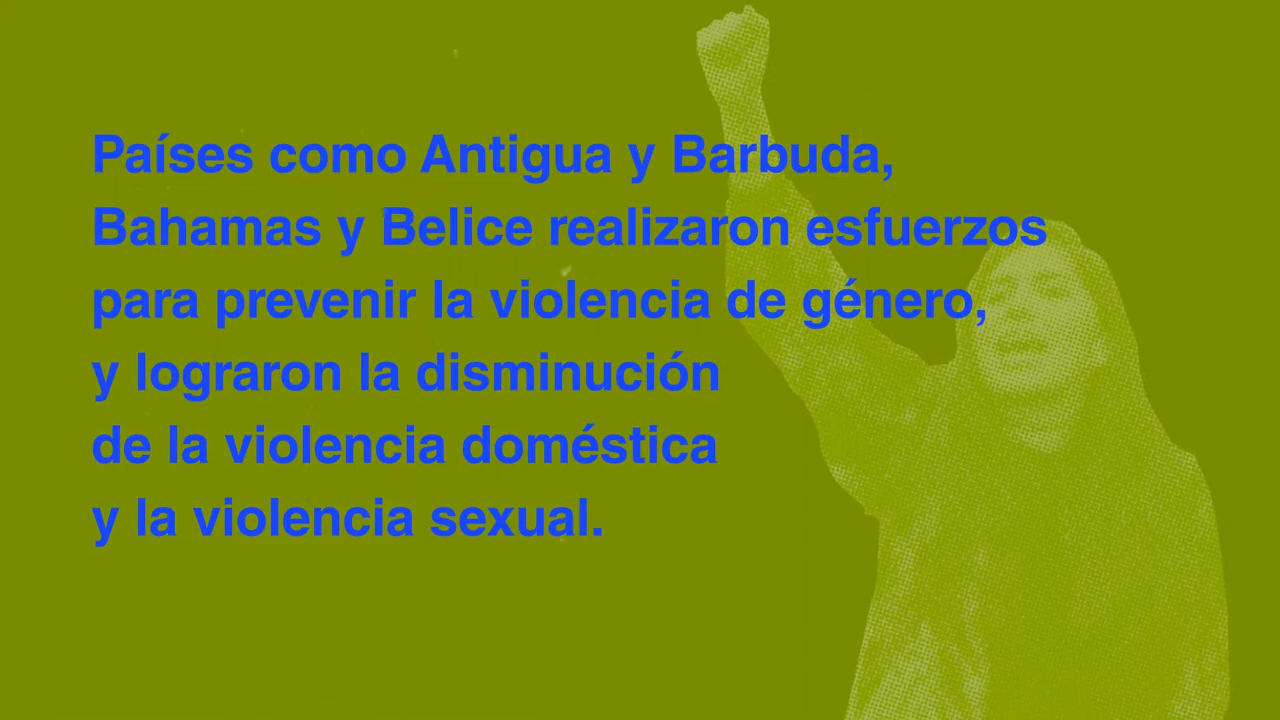 Países como Antigua y Barbuda,
Bahamas y Belice realizaron esfuerzos
para prevenir la violencia de género,
y lograron la disminución
de la violencia doméstica
y la violencia sexual.